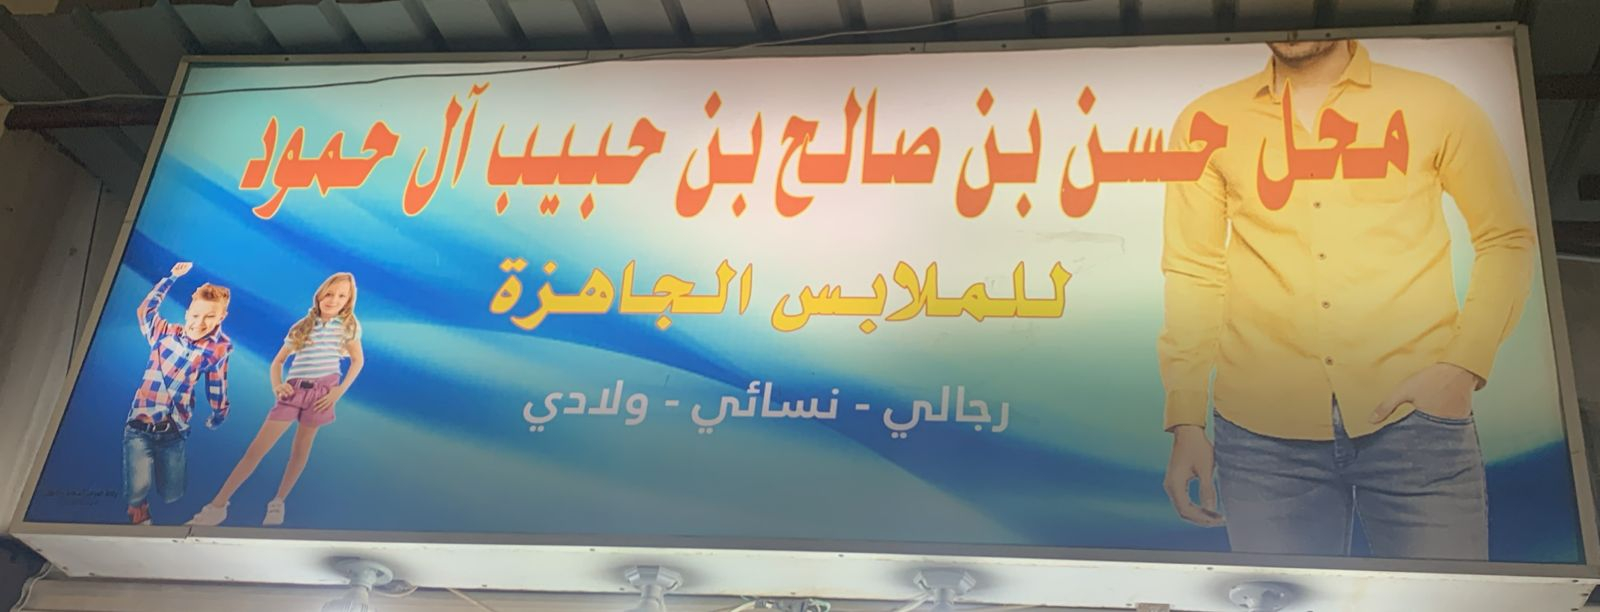 محل حسن بن صالح بن حبيب آل حمود
للملابس الجاهزة
رجالي - نسائي - ولادي